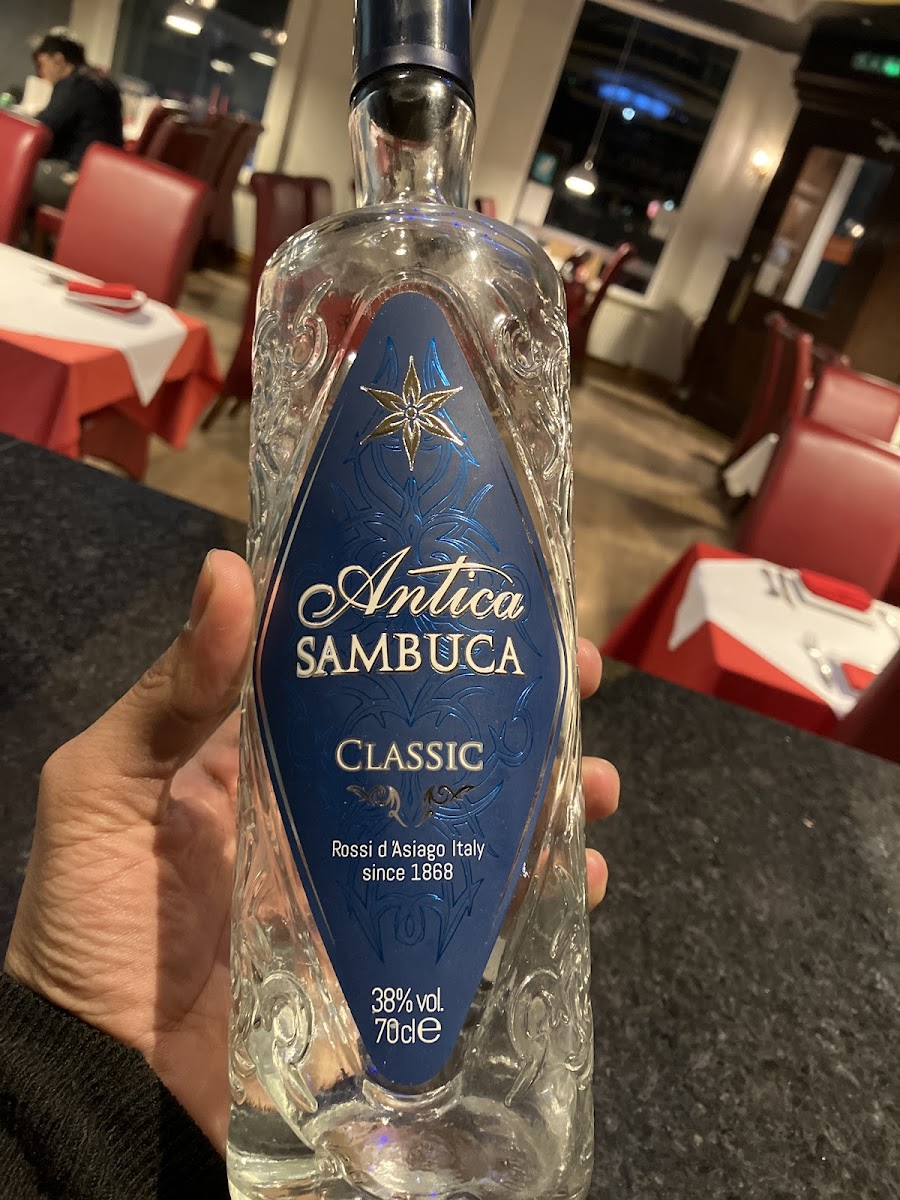 Antica
SAMBUCA
CLASSIC
Rossi d'Asiago Italy
since 1868
38% vol.
70cl e